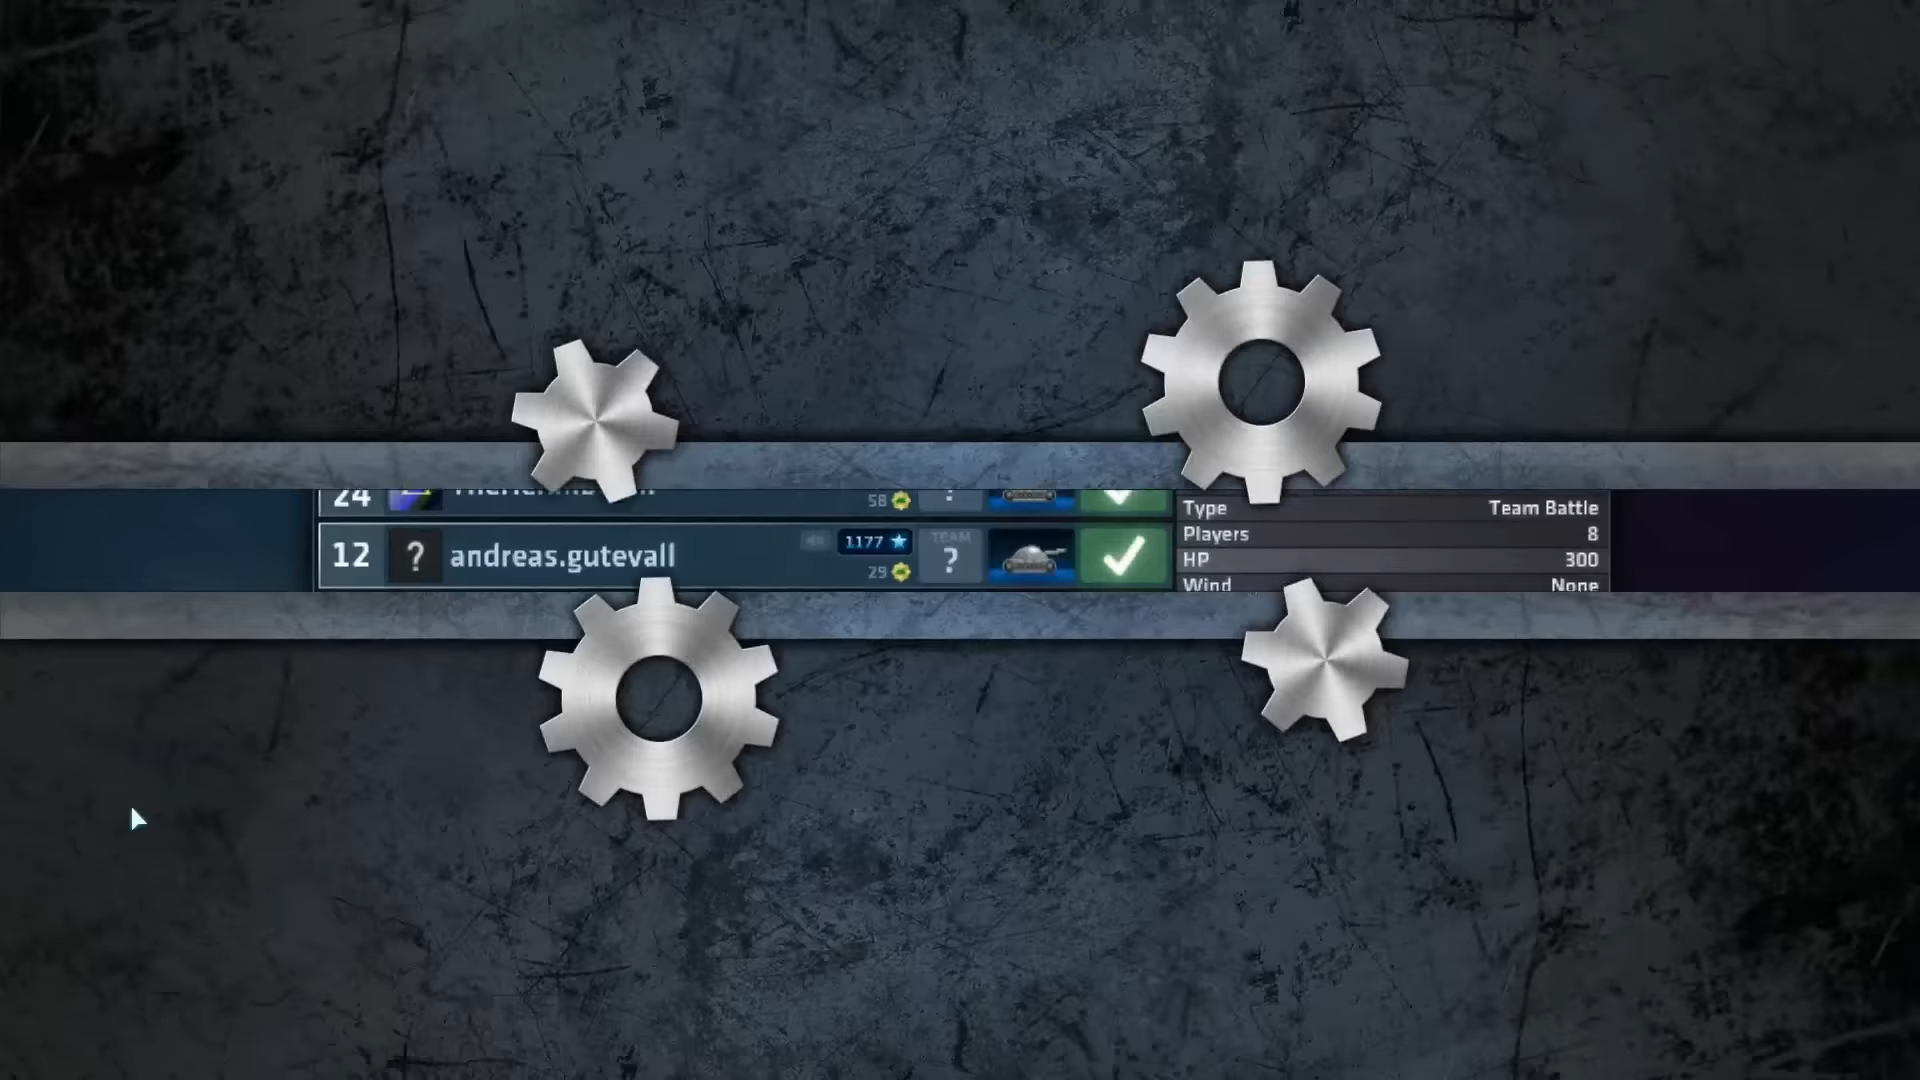 24
58
12 ? andreas.gutevall 1177 TEAM ?
29
Type Team Battle
Players 8
HP 300
Wind None